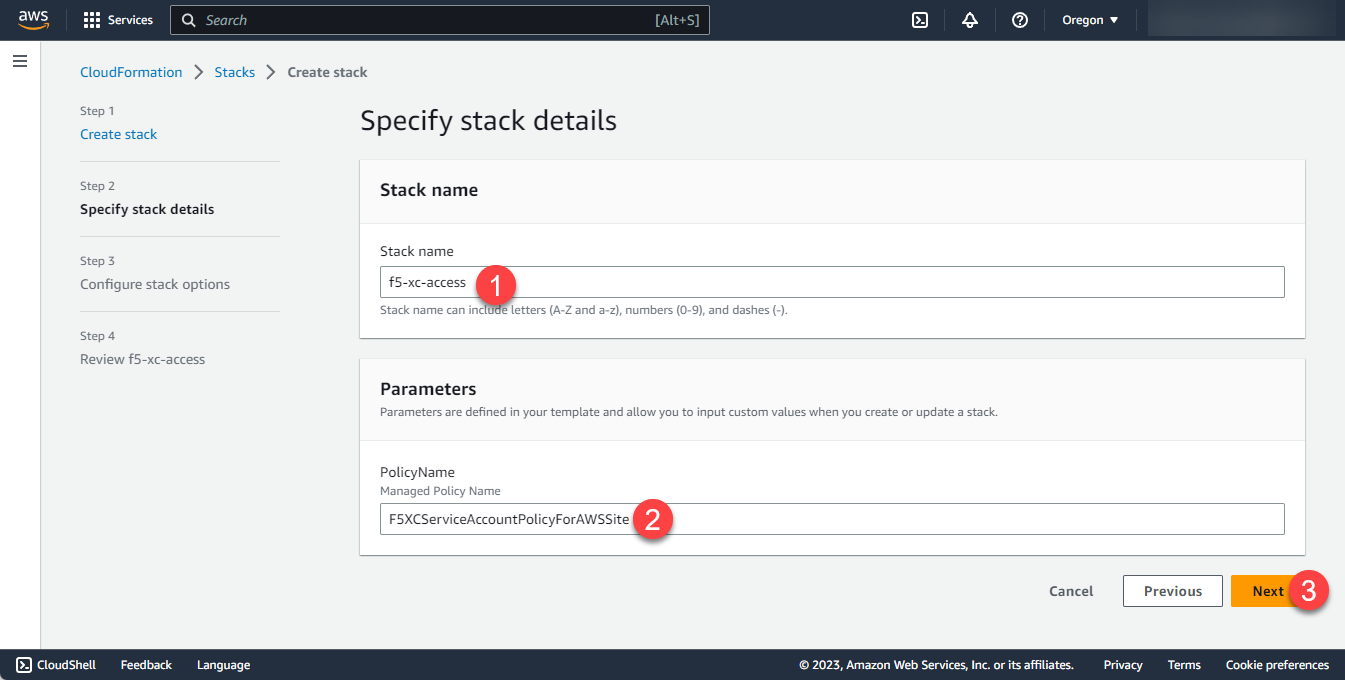 aws
Services
Search
[Alt+S]
Oregon
CloudFormation
Stacks
Create stack
Step 1
Create stack
Step 2
Specify stack details
Step 3
Configure stack options
Step 4
Review f5-xc-access
Specify stack details
Stack name
Stack name
f5-xc-access
1
Stack name can include letters (A-Z and a-z), numbers (0-9), and dashes (-).
Parameters
Parameters are defined in your template and allow you to input custom values when you create or update a stack.
PolicyName
Managed Policy Name
F5XCServiceAccountPolicyForAWSSite
2
Cancel
Previous
Next
3
CloudShell
Feedback
Language
© 2023, Amazon Web Services, Inc. or its affiliates.
Privacy
Terms
Cookie preferences